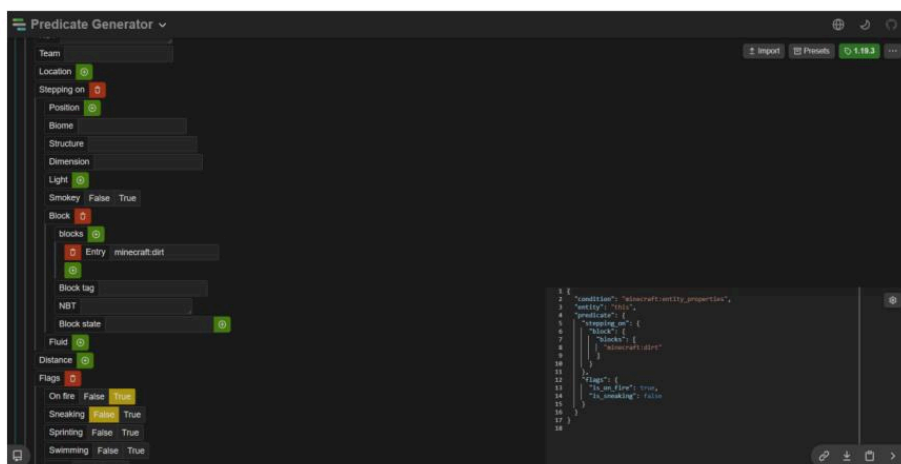 Predicate Generator
Import
Presets
1.19.3
Team
Location
Stepping on
Position
Biome
Structure
Dimension
Light
Smokey False True
Block
blocks
Entry minecraft:dirt
Block tag
NBT
Block state
Fluid
Distance
Flags
On fire False True
Sneaking False True
Sprinting False True
Swimming False True
1 {
2 "condition": "minecraft:entity_properties",
3 "entity": "this",
4 "predicate": {
5 "stepping_on": {
6 "block": {
7 "blocks": [
8 "minecraft:dirt"
9 ]
10 }
11 },
12 "flags": {
13 "is_on_fire": true,
14 "is_sneaking": false
15 }
16 }
17 }
18